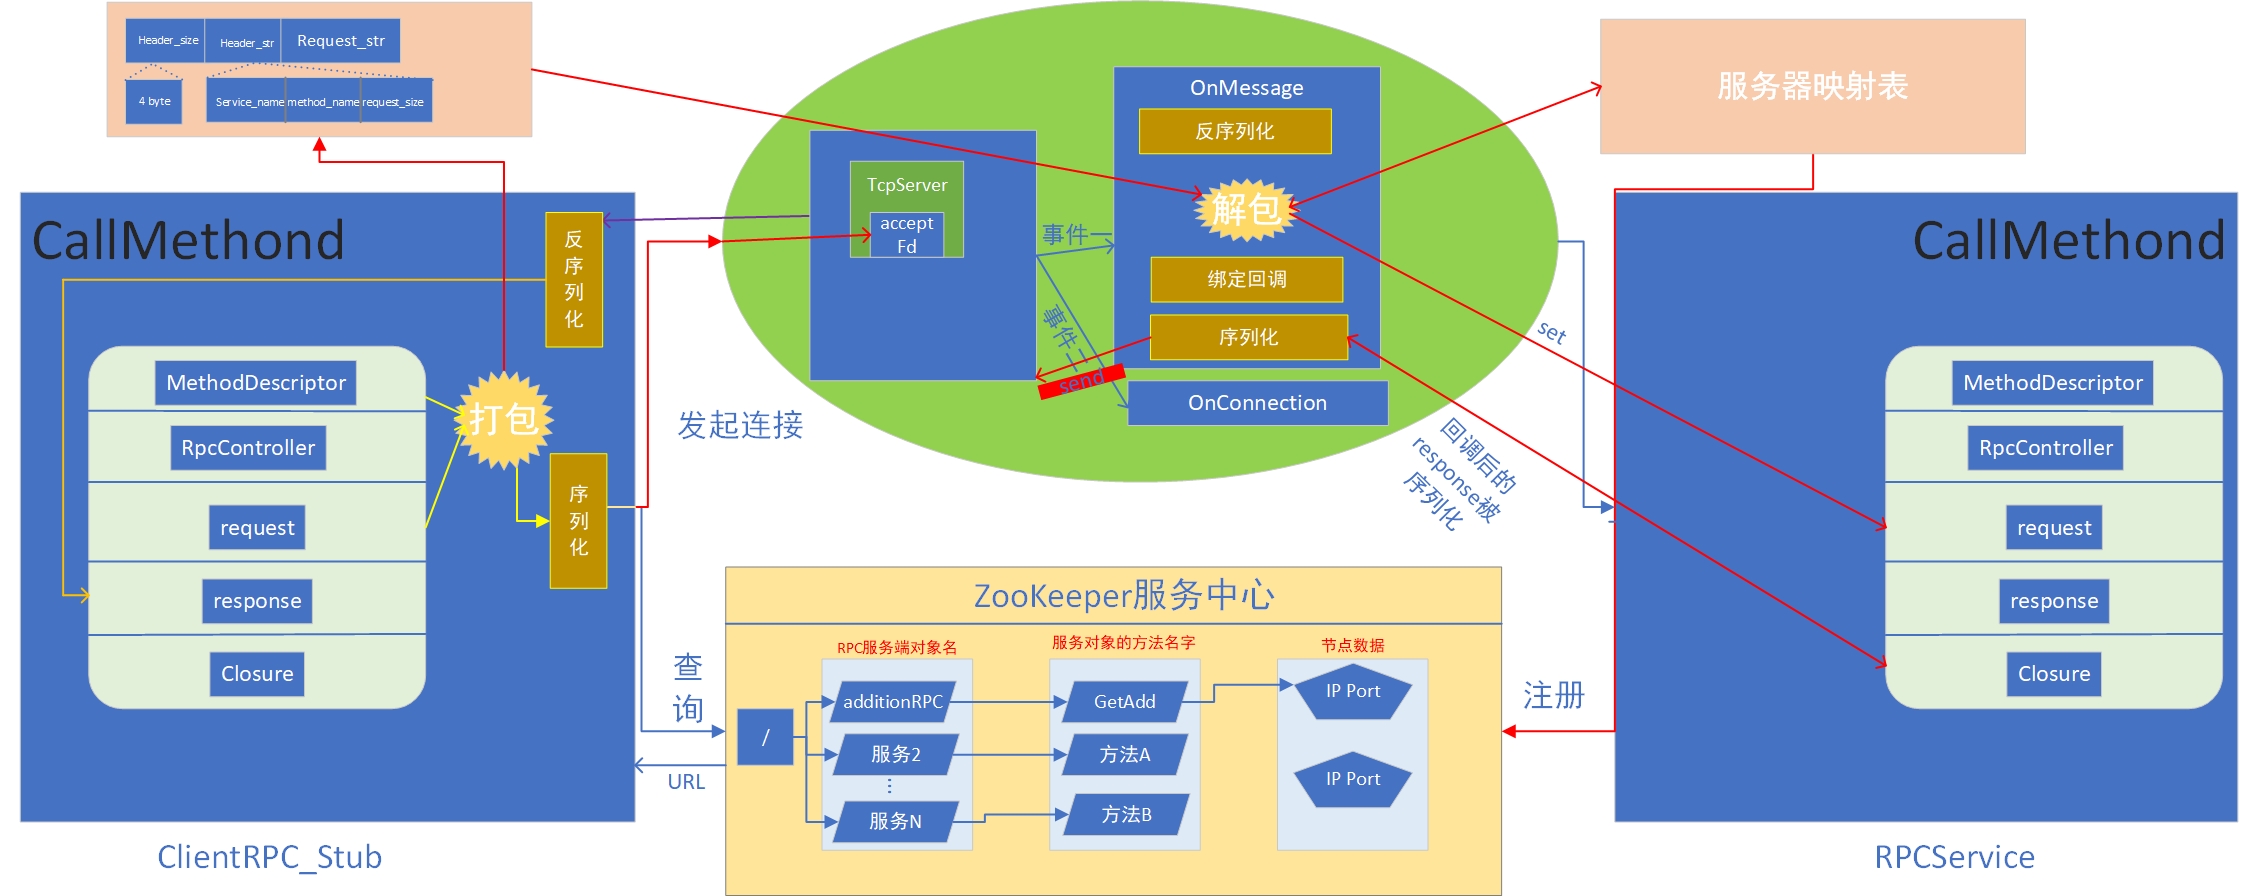 Header_size
Header_str
Request_str
4 byte
Service_name
method_name
request_size
CallMethond
反
序
列
化
MethodDescriptor
RpcController
request
response
Closure
打包
序
列
化
ClientRPC_Stub
发起连接
查
询
URL
TcpServer
accept
Fd
事件一
事件二
send
OnMessage
反序列化
解包
绑定回调
序列化
OnConnection
set
回调后的
response被
序列化
服务器映射表
CallMethond
MethodDescriptor
RpcController
request
response
Closure
RPCService
注册
ZooKeeper服务中心
RPC服务端对象名
服务对象的方法名字
节点数据
/
additionRPC
GetAdd
IP Port
服务2
方法A
⋮
IP Port
服务N
方法B